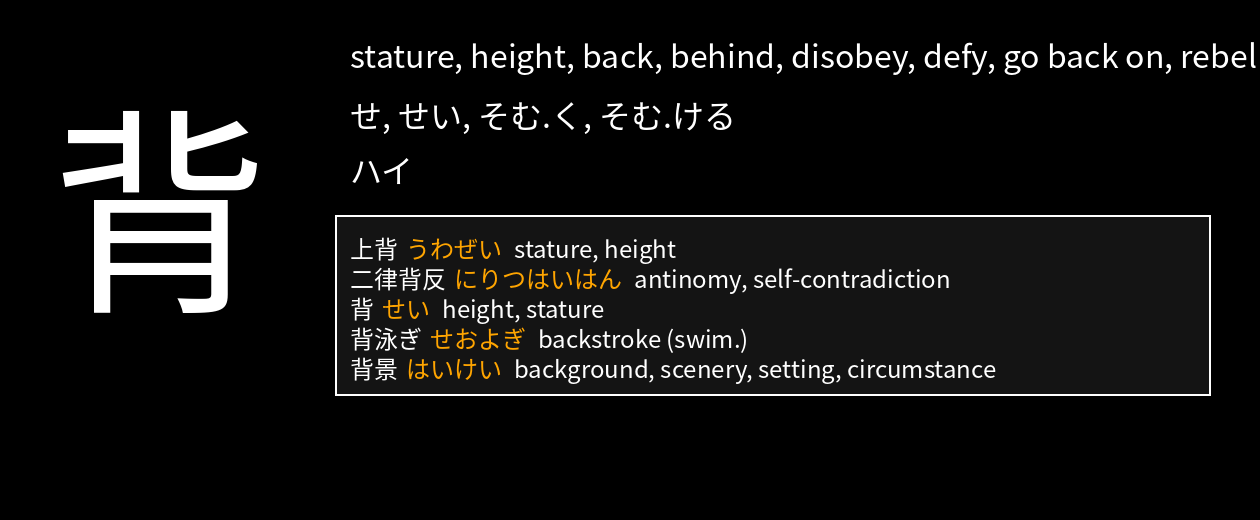 背
stature, height, back, behind, disobey, defy, go back on, rebel
せ, せい, そむ.く, そむ.ける
ハイ
上背 うわぜい stature, height
二律背反 にりつはいはん antinomy, self-contradiction
背 せい height, stature
背泳ぎ せおよぎ backstroke (swim.)
背景 はいけい background, scenery, setting, circumstance